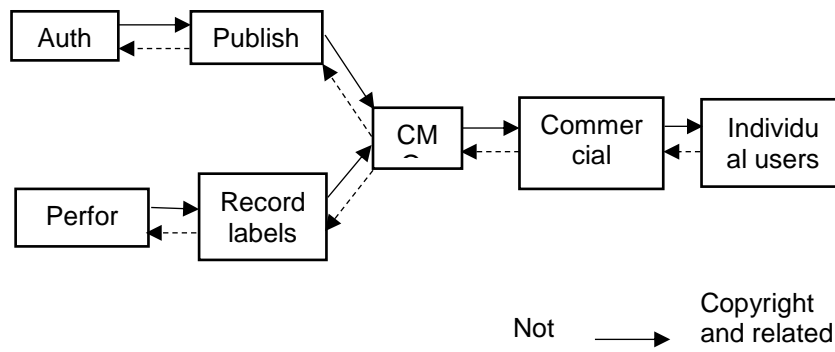 Auth
Publish
CM
Commer
cial
Individu
al users
Perfor
Record
labels
Not
Copyright
and related